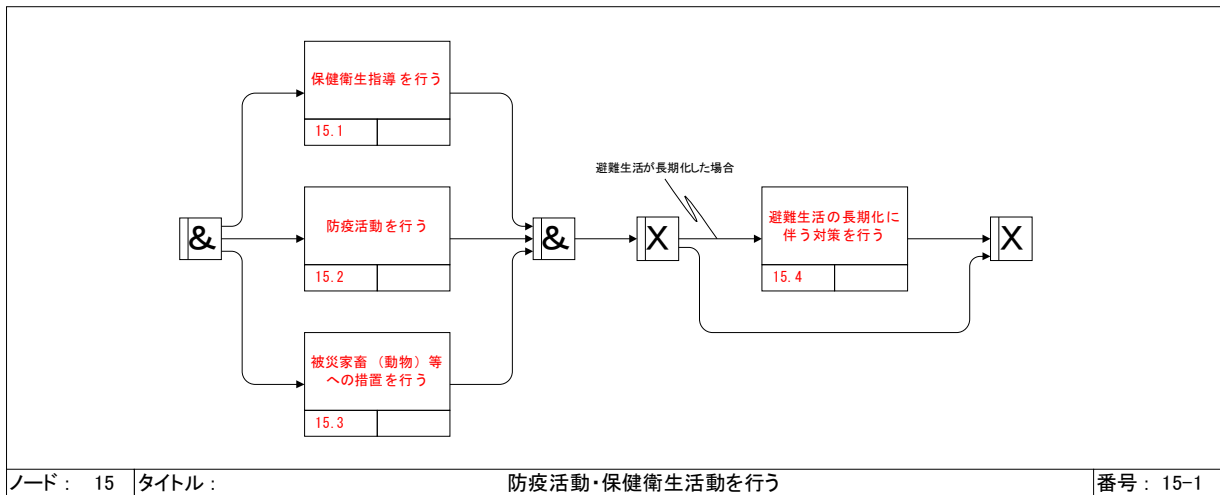 保健衛生指導を行う
15.1
避難生活が長期化した場合
防疫活動を行う
15.2
避難生活の長期化に
伴う対策を行う
15.4
&
&
X
X
被災家畜（動物）等
への措置を行う
15.3
ノード： 15 タイトル： 防疫活動・保健衛生活動を行う 番号：15-1